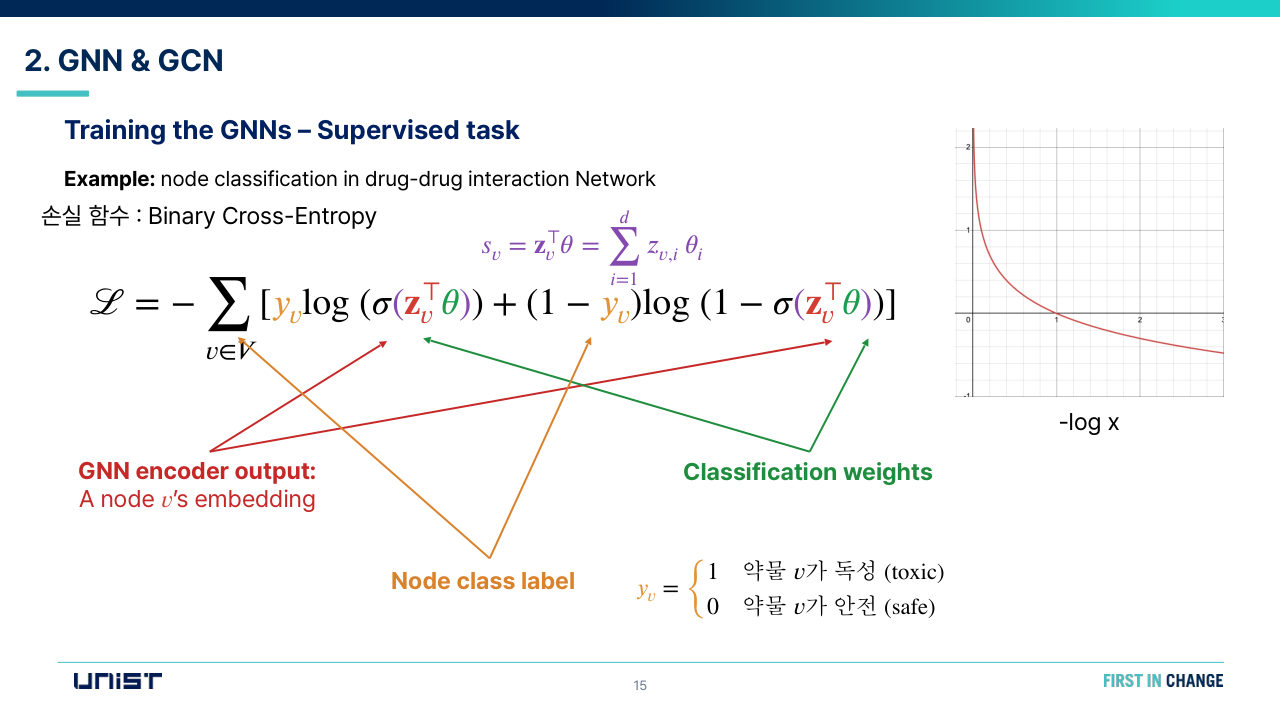 2. GNN & GCN
Training the GNNs – Supervised task
Example: node classification in drug-drug interaction Network
손실 함수 : Binary Cross-Entropy
s_v = z_v^⊤θ = ∑_{i=1}^{d} z_{v,i} θ_i
ℒ = − ∑_{v∈V} [y_v log (σ(z_v^⊤θ)) + (1 − y_v)log (1 − σ(z_v^⊤θ))]
2
1
0
1
2
3
-1
-log x
GNN encoder output:
A node v’s embedding
Classification weights
Node class label
y_v = { 1 약물 v가 독성 (toxic)
0 약물 v가 안전 (safe)
UNIST
15
FIRST IN CHANGE